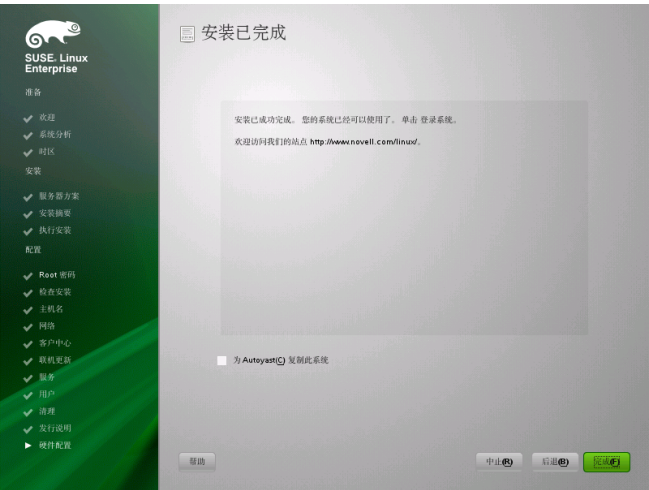 SUSE. Linux
Enterprise
准备
欢迎
系统分析
时区
安装
服务器方案
安装摘要
执行安装
配置
Root 密码
检查安装
主机名
网络
客户中心
联机更新
服务
用户
清理
发行说明
硬件配置
安装已完成
安装已成功完成。 您的系统已经可以使用了。 单击 登录系统。
欢迎访问我们的站点 http://www.novell.com/linux/。
为 Autoyast(C) 复制此系统
帮助
中止(R)
后退(B)
完成(F)